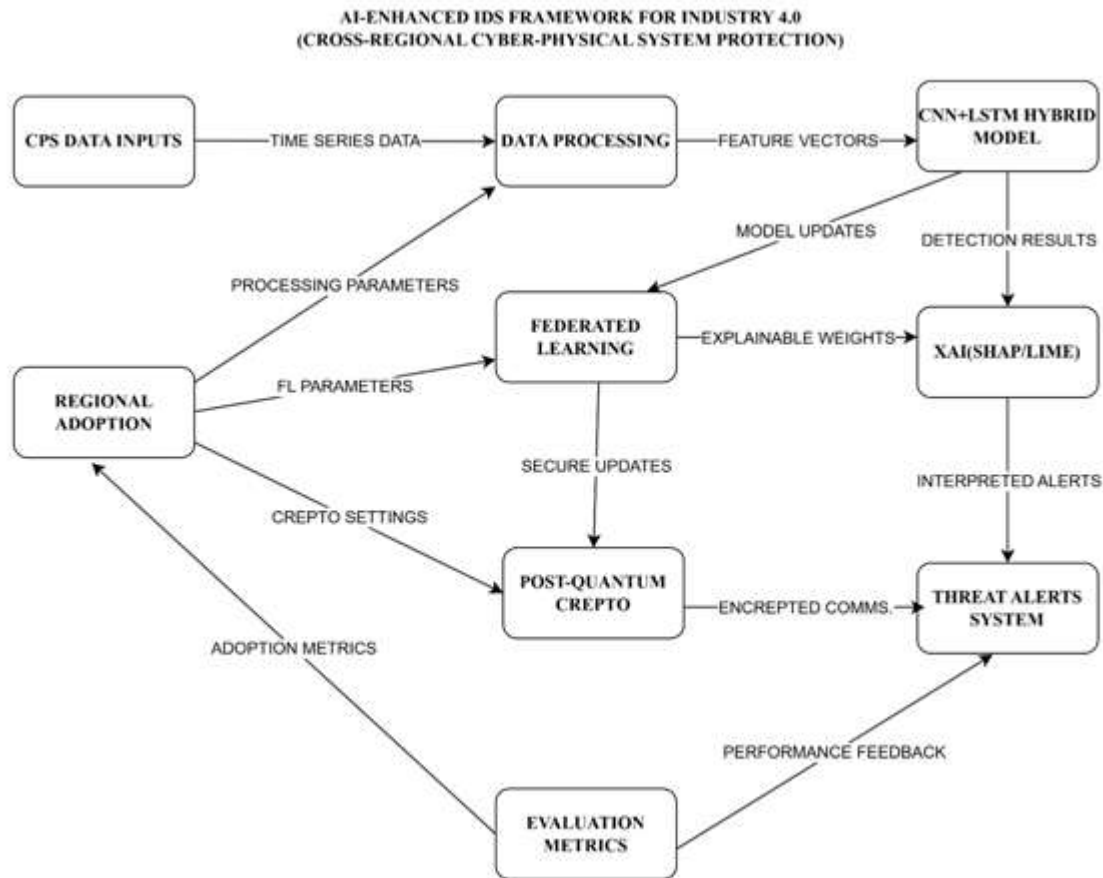 AI-ENHANCED IDS FRAMEWORK FOR INDUSTRY 4.0
(CROSS-REGIONAL CYBER-PHYSICAL SYSTEM PROTECTION)
CPS DATA INPUTS
TIME SERIES DATA
DATA PROCESSING
FEATURE VECTORS
CNN+LSTM HYBRID
MODEL
MODEL UPDATES
DETECTION RESULTS
PROCESSING PARAMETERS
FEDERATED
LEARNING
EXPLAINABLE WEIGHTS
XAI(SHAP/LIME)
REGIONAL
ADOPTION
FL PARAMETERS
SECURE UPDATES
INTERPRETED ALERTS
CREPTO SETTINGS
POST-QUANTUM
CREPTO
ENCREPTED COMMS.
THREAT ALERTS
SYSTEM
ADOPTION METRICS
PERFORMANCE FEEDBACK
EVALUATION
METRICS